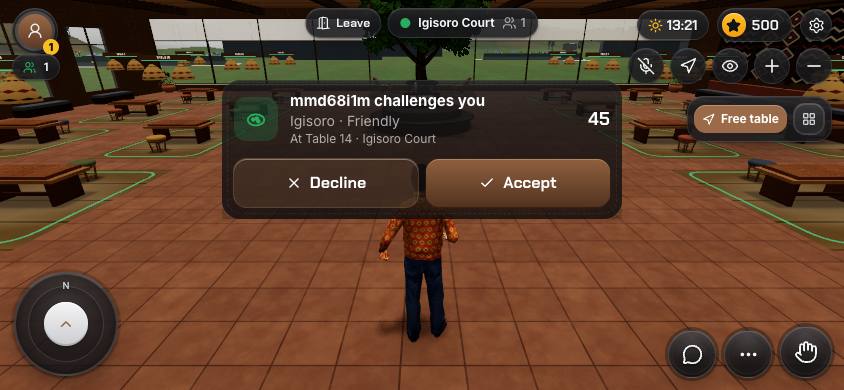 Leave
Igisoro Court 1
13:21
500
1
1
mmd68i1m challenges you
Igisoro · Friendly
At Table 14 · Igisoro Court
45
Free table
Decline
Accept
N